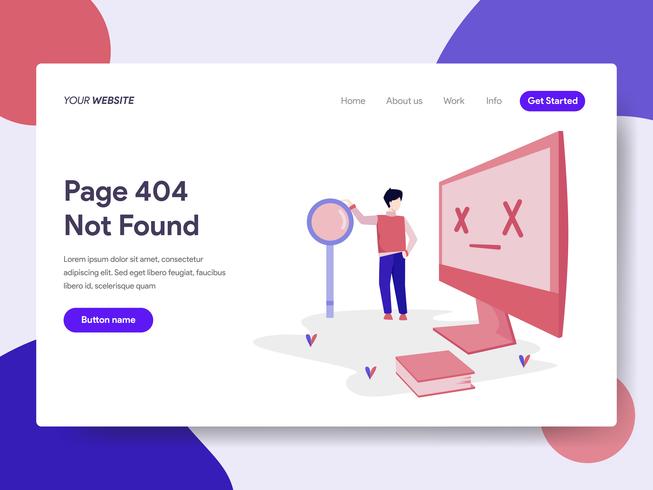 YOUR WEBSITE
Home
About us
Work
Info
Get Started
Page 404
Not Found
Lorem ipsum dolor sit amet, consectetur
adipiscing elit. Sed eget libero feugiat, faucibus
libero id, scelerisque quam
Button name